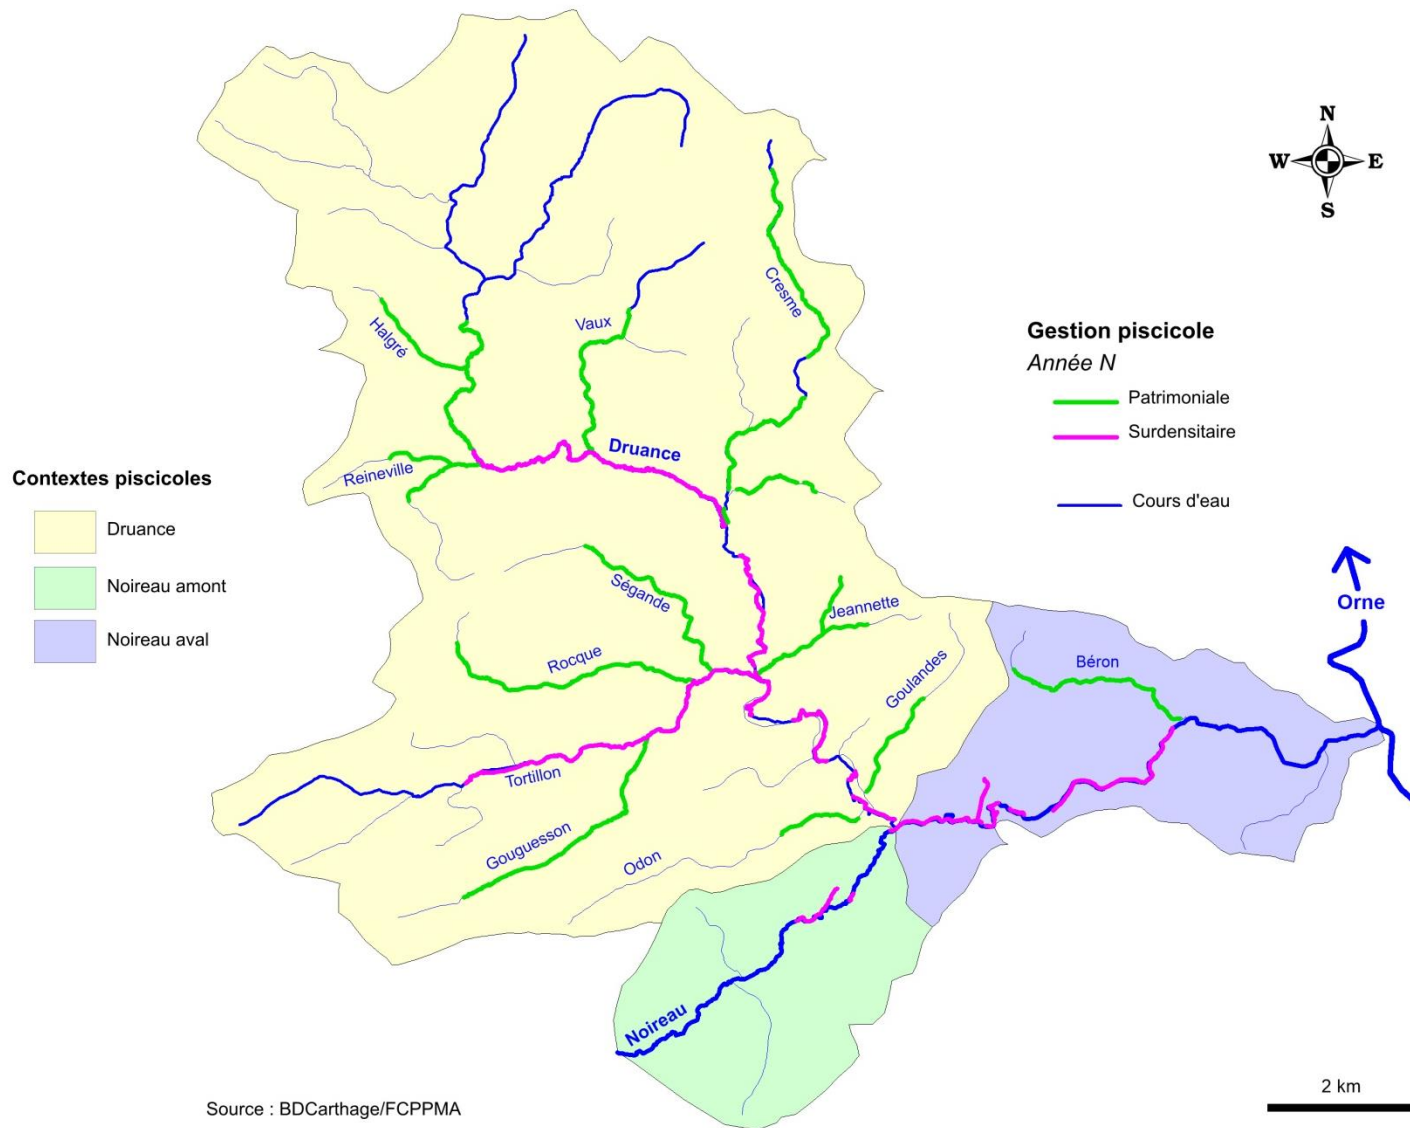 N
W E
S
Cresme
Vaux
Halgré
Gestion piscicole
Année N
Patrimoniale
Surdensitaire
Cours d'eau
Druance
Reineville
Contextes piscicoles
Druance
Noireau amont
Noireau aval
Ségande
Jeannette
Orne
Rocque
Béron
Goulandes
Tortillon
Gouguesson
Odon
Noireau
2 km
Source : BDCarthage/FCPPMA